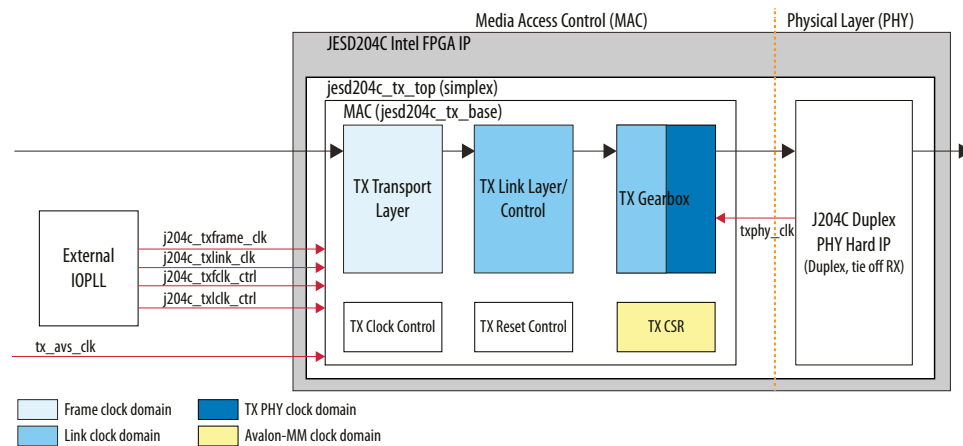 Media Access Control (MAC)
Physical Layer (PHY)
JESD204C Intel FPGA IP
jesd204c_tx_top (simplex)
MAC (jesd204c_tx_base)
TX Transport
Layer
TX Link Layer/
Control
TX Gearbox
txphy_clk
J204C Duplex
PHY Hard IP
(Duplex, tie off RX)
External
IOPLL
j204c_txframe_clk
j204c_txlink_clk
j204c_txfclk_ctrl
j204c_txlclk_ctrl
TX Clock Control
TX Reset Control
TX CSR
tx_avs_clk
Frame clock domain
TX PHY clock domain
Link clock domain
Avalon-MM clock domain